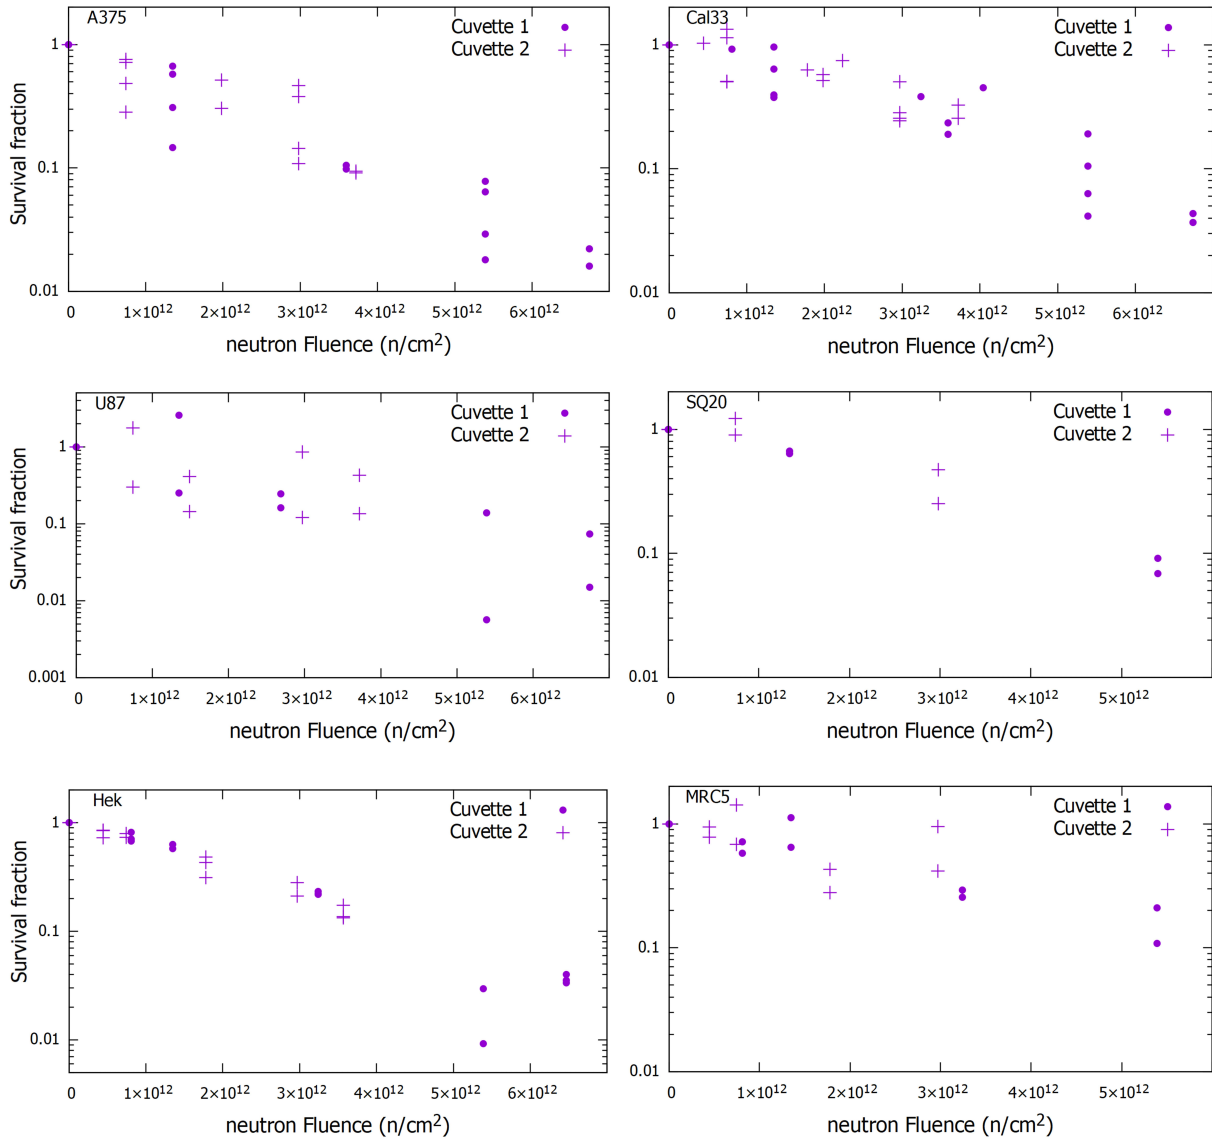 A375
Cuvette 1
Cuvette 2
1
0.1
0.01
Survival fraction
0 1×10¹² 2×10¹² 3×10¹² 4×10¹² 5×10¹² 6×10¹²
neutron Fluence (n/cm²)
Cal33
Cuvette 1
Cuvette 2
1
0.1
0.01
0 1×10¹² 2×10¹² 3×10¹² 4×10¹² 5×10¹² 6×10¹²
neutron Fluence (n/cm²)
U87
Cuvette 1
Cuvette 2
1
0.1
0.01
0.001
Survival fraction
0 1×10¹² 2×10¹² 3×10¹² 4×10¹² 5×10¹² 6×10¹²
neutron Fluence (n/cm²)
SQ20
Cuvette 1
Cuvette 2
1
0.1
0.01
0 1×10¹² 2×10¹² 3×10¹² 4×10¹² 5×10¹²
neutron Fluence (n/cm²)
Hek
Cuvette 1
Cuvette 2
1
0.1
0.01
Survival fraction
0 1×10¹² 2×10¹² 3×10¹² 4×10¹² 5×10¹² 6×10¹²
neutron Fluence (n/cm²)
MRC5
Cuvette 1
Cuvette 2
1
0.1
0.01
0 1×10¹² 2×10¹² 3×10¹² 4×10¹² 5×10¹²
neutron Fluence (n/cm²)